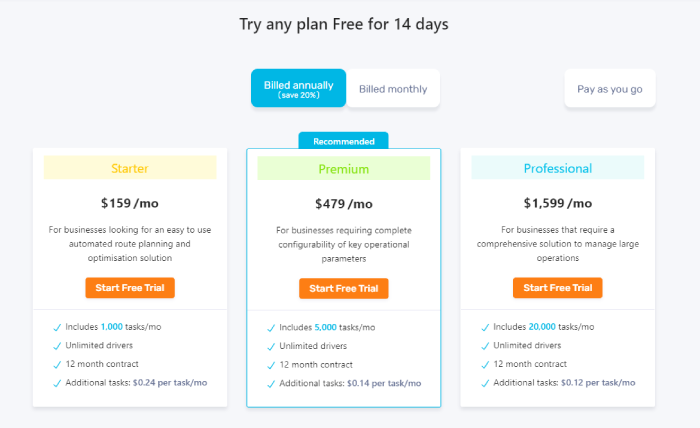 Try any plan Free for 14 days
Billed annually
(save 20%)
Billed monthly
Pay as you go
Recommended
Starter
$159 /mo
For businesses looking for an easy to use
automated route planning and
optimisation solution
Start Free Trial
Includes 1,000 tasks/mo
Unlimited drivers
12 month contract
Additional tasks: $0.24 per task/mo
Premium
$479 /mo
For businesses requiring complete
configurability of key operational
parameters
Start Free Trial
Includes 5,000 tasks/mo
Unlimited drivers
12 month contract
Additional tasks: $0.14 per task/mo
Professional
$1,599 /mo
For businesses that require a
comprehensive solution to manage large
operations
Start Free Trial
Includes 20,000 tasks/mo
Unlimited drivers
12 month contract
Additional tasks: $0.12 per task/mo